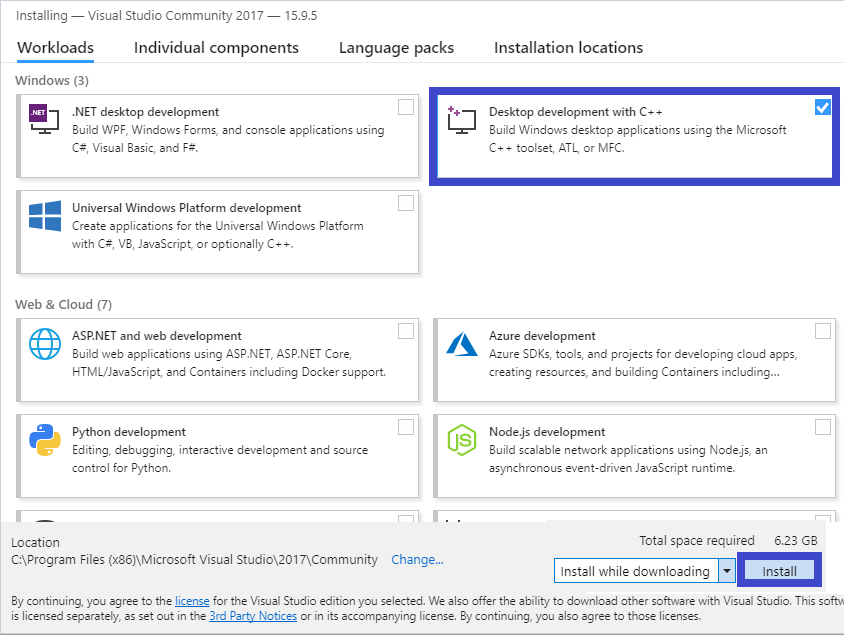 Installing — Visual Studio Community 2017 — 15.9.5
Workloads Individual components Language packs Installation locations
Windows (3)
.NET
.NET desktop development
Build WPF, Windows Forms, and console applications using
C#, Visual Basic, and F#.
Desktop development with C++
Build Windows desktop applications using the Microsoft
C++ toolset, ATL, or MFC.
Universal Windows Platform development
Create applications for the Universal Windows Platform
with C#, VB, JavaScript, or optionally C++.
Web & Cloud (7)
ASP.NET and web development
Build web applications using ASP.NET, ASP.NET Core,
HTML/JavaScript, and Containers including Docker support.
Azure development
Azure SDKs, tools, and projects for developing cloud apps,
creating resources, and building Containers including...
Python development
Editing, debugging, interactive development and source
control for Python.
JS
Node.js development
Build scalable network applications using Node.js, an
asynchronous event-driven JavaScript runtime.
Location
C:\Program Files (x86)\Microsoft Visual Studio\2017\Community Change...
Total space required 6.23 GB
Install while downloading Install
By continuing, you agree to the license for the Visual Studio edition you selected. We also offer the ability to download other software with Visual Studio. This
is licensed separately, as set out in the 3rd Party Notices or in its accompanying license. By continuing, you also agree to those licenses.